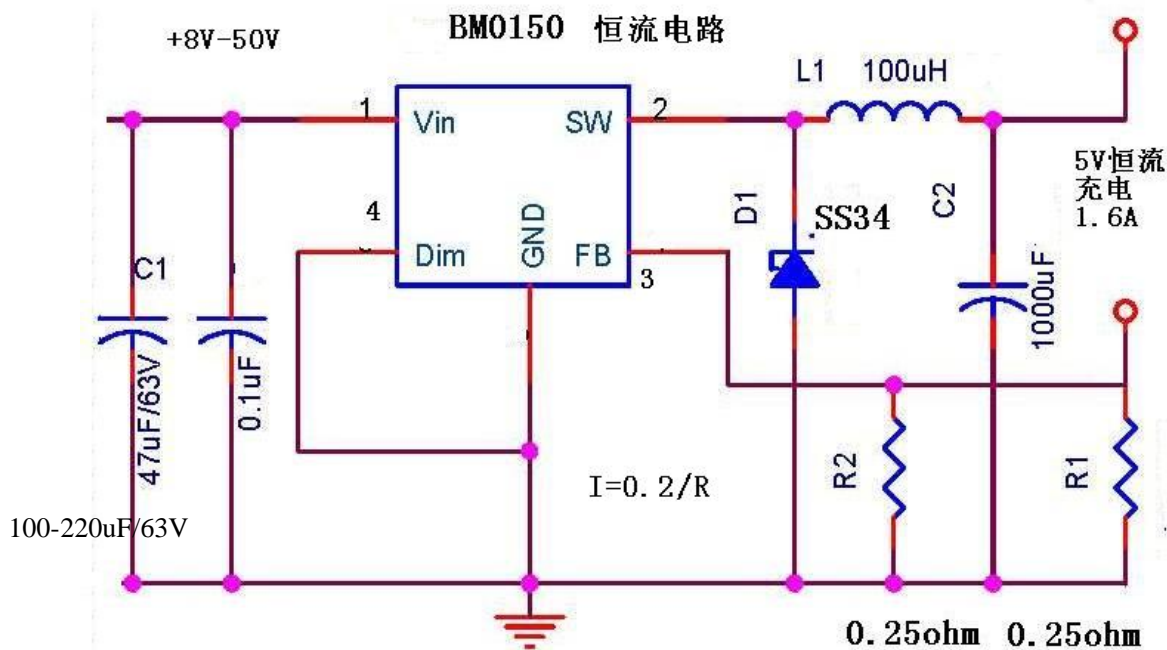 BM0150 恒流电路
+8V-50V
L1 100uH
1
Vin
SW
2
5V恒流
充电
1.6A
4
Dim
GND
FB
3
D1
SS34
C2
1000uF
C1
47uF/63V
0.1uF
R2
R1
I=0.2/R
100-220uF/63V
0.25ohm 0.25ohm